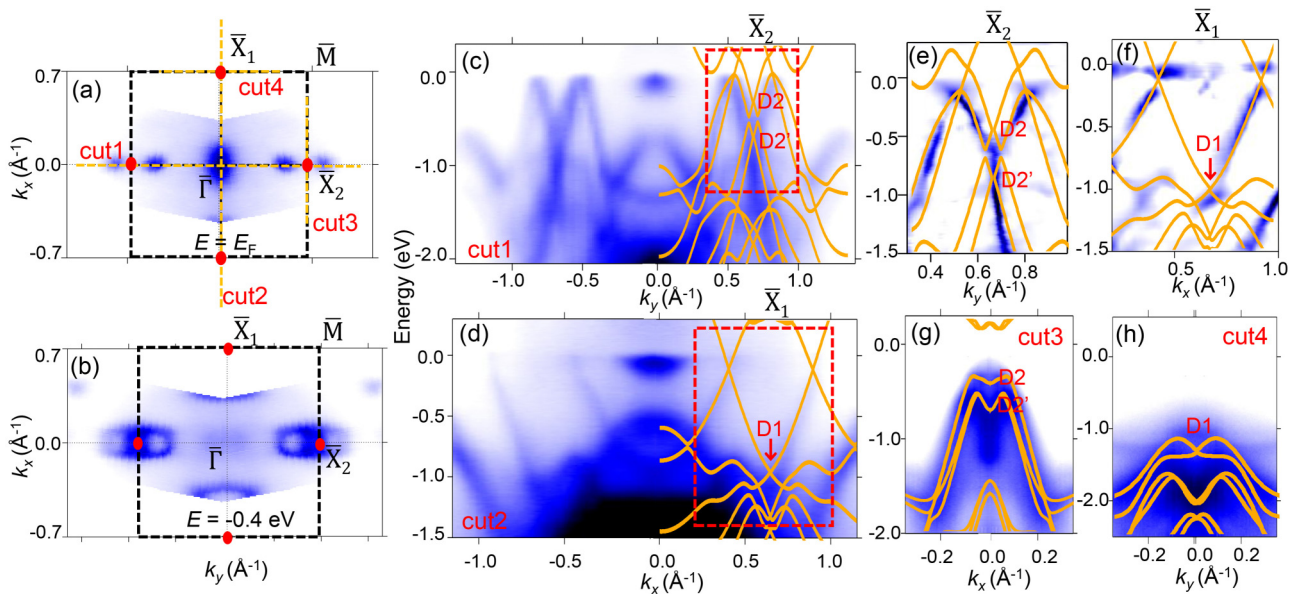 (a)
X̅₁
M̅
0.7
cut4
cut1
kₓ (Å⁻¹)
0.0
Γ̅
X̅₂
cut3
E = E_F
-0.7
cut2
(b)
X̅₁
M̅
0.7
kₓ (Å⁻¹)
0.0
Γ̅
X̅₂
E = -0.4 eV
-0.7
k_y (Å⁻¹)
Energy (eV)
(c)
X̅₂
0.0
D2
D2'
-1.0
cut1
-2.0
-1.0 -0.5 0.0 0.5 1.0
k_y (Å⁻¹)
(d)
X̅₁
0.0
-0.5
D1
-1.0
cut2
-1.5
-1.0 -0.5 0.0 0.5 1.0
kₓ (Å⁻¹)
X̅₂
(e)
0.0
D2
-0.5
D2'
-1.0
-1.5
0.4 0.6 0.8
k_y (Å⁻¹)
X̅₁
(f)
0.0
-0.5
D1
-1.0
-1.5
0.5 1.0
kₓ (Å⁻¹)
(g)
cut3
0.0
D2
D2'
-1.0
-2.0
-0.2 0.0 0.2
kₓ (Å⁻¹)
(h)
cut4
0.0
D1
-1.0
-2.0
-0.2 0.0 0.2
k_y (Å⁻¹)